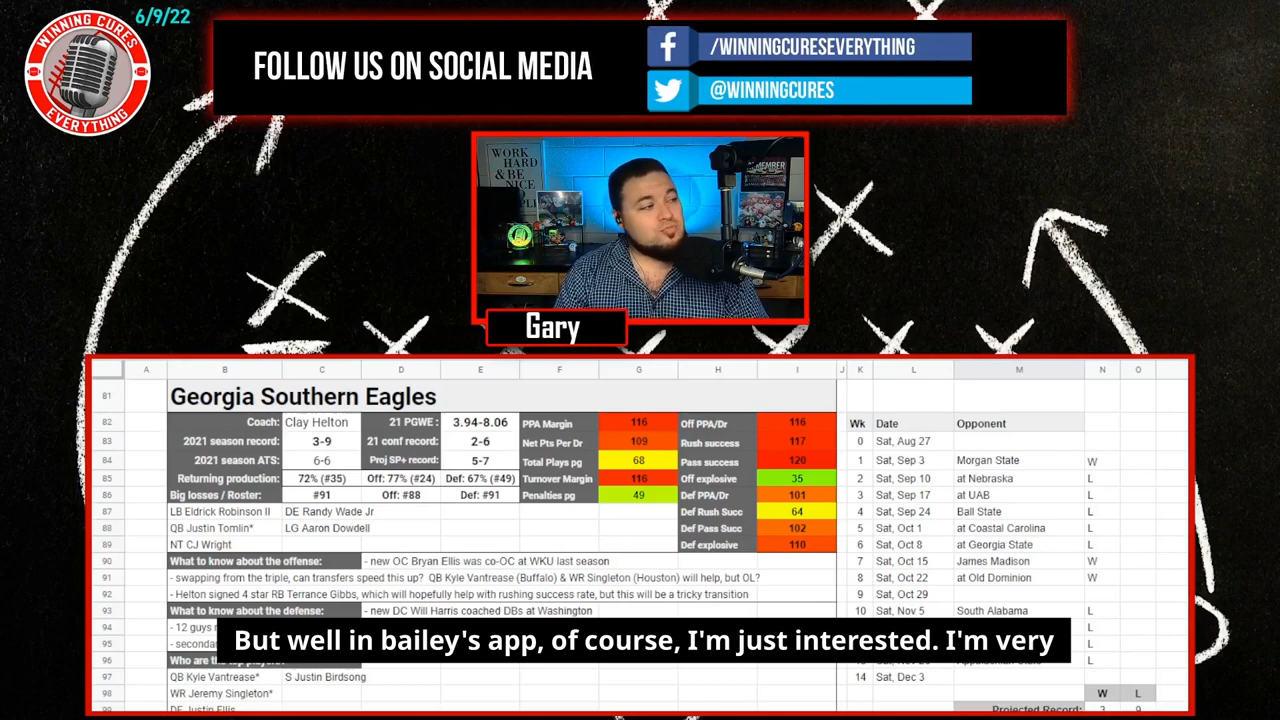 6/9/22
WINNING CURES
EVERYTHING
FOLLOW US ON SOCIAL MEDIA
/WINNINGCURESEVERYTHING
@WINNINGCURES
WORK
HARD
& BE
NICE
Gary
A B C D E F G H I J K L M N O
81 Georgia Southern Eagles
82 Coach: Clay Helton 21 PGWE : 3.94-8.06 PPA Margin 116 Off PPA/Dr 116 Wk Date Opponent
83 2021 season record: 3-9 21 conf record: 2-6 Net Pts Per Dr 109 Rush success 117 0 Sat, Aug 27
84 2021 season ATS: 6-6 Proj SP+ record: 5-7 Total Plays pg 68 Pass success 120 1 Sat, Sep 3 Morgan State W
85 Returning production: 72% (#35) Off: 77% (#24) Def: 67% (#49) Turnover Margin 116 Off explosive 35 2 Sat, Sep 10 at Nebraska L
86 Big losses / Roster: #91 Off: #88 Def: #91 Penalties pg 49 Def PPA/Dr 101 3 Sat, Sep 17 at UAB L
87 LB Eldrick Robinson II DE Randy Wade Jr Def Rush Succ 64 4 Sat, Sep 24 Ball State L
88 QB Justin Tomlin* LG Aaron Dowdell Def Pass Succ 102 5 Sat, Oct 1 at Coastal Carolina L
89 NT CJ Wright Def explosive 110 6 Sat, Oct 8 at Georgia State L
90 What to know about the offense: - new OC Bryan Ellis was co-OC at WKU last season 7 Sat, Oct 15 James Madison W
91 - swapping from the triple, can transfers speed this up? QB Kyle Vantrease (Buffalo) & WR Singleton (Houston) will help, but OL? 8 Sat, Oct 22 at Old Dominion W
92 - Helton signed 4 star RB Terrance Gibbs, which will hopefully help with rushing success rate, but this will be a tricky transition 9 Sat, Oct 29
93 What to know about the defense: - new DC Will Harris coached DBs at Washington 10 Sat, Nov 5 South Alabama L
94 - 12 guys L
95 - L
96 Who are L
But well in bailey's app, of course, I'm just interested. I'm very
97 QB Kyle Vantrease* S Justin Birdsong 14 Sat, Dec 3
98 WR Jeremy Singleton* W L
99 DE Justin Ellis Projected Record: 3 9